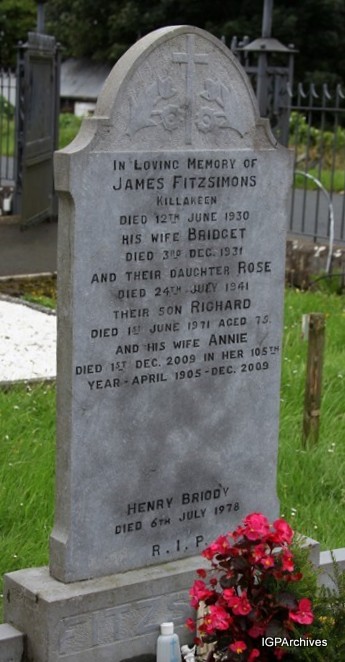 In Loving Memory of
James Fitzsimons
Killakeen
died 12th June 1930
his wife Bridget
died 3rd Dec. 1931
and their daughter Rose
died 24th July 1941
their son Richard
died 1st June 1971 aged 75.
and his wife Annie
died 1st Dec. 2009 in her 105th
year - April 1905 - Dec. 2009
Henry Briody
died 6th July 1978
R.I.P.
IGPArchives